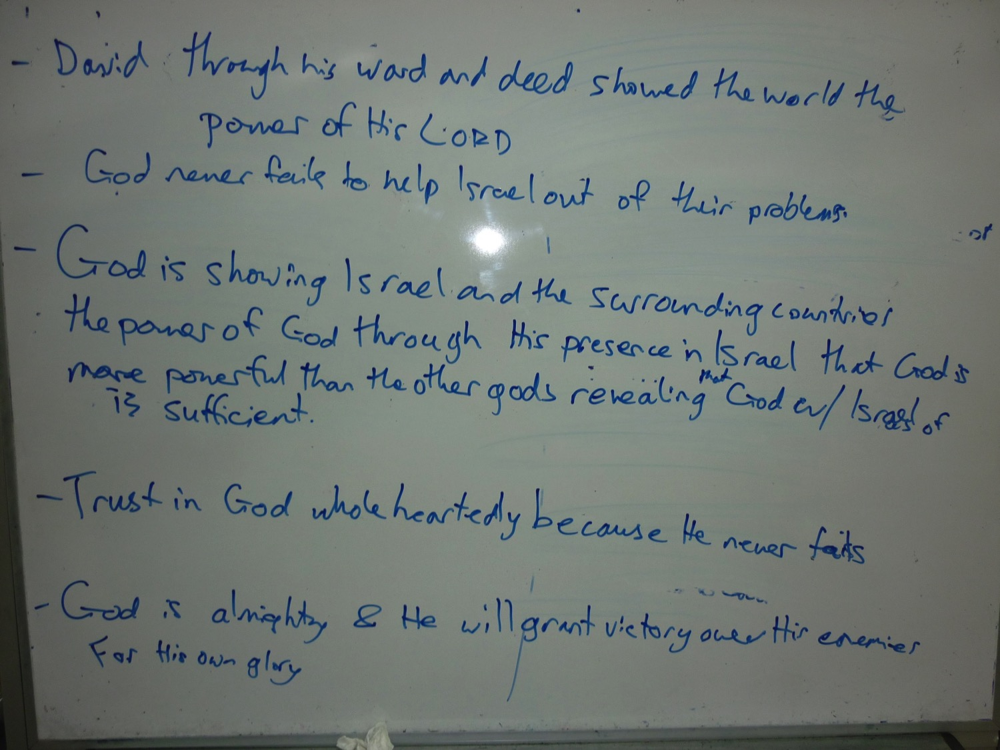 - David through his word and deed showed the world the
power of His LORD
- God never fails to help Israel out of their problems.
- God is showing Israel and the surrounding countries
the power of God through His presence in Israel that God is
more powerful than the other gods revealing that God w/ Israel of
is sufficient.
- Trust in God whole heartedly because He never fails
- God is almighty & He will grant victory over His enemies
For His own glory